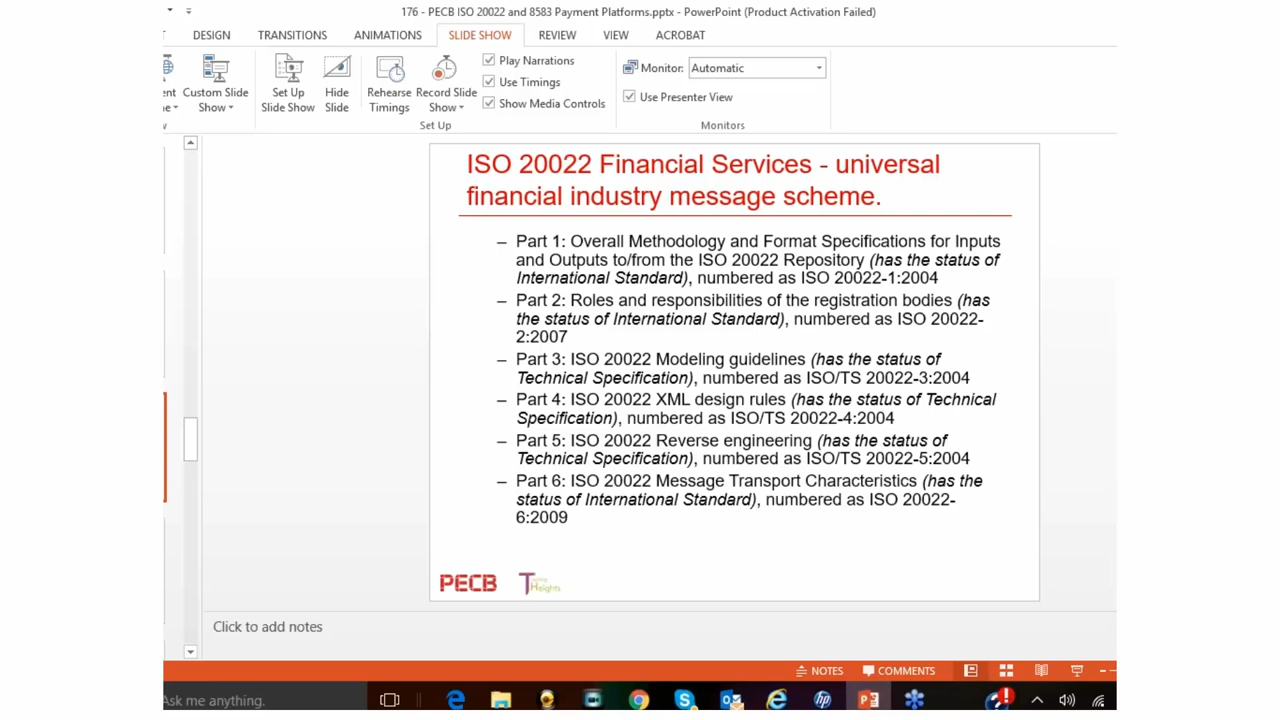 176 - PECB ISO 20022 and 8583 Payment Platforms.pptx - PowerPoint (Product Activation Failed)
DESIGN TRANSITIONS ANIMATIONS SLIDE SHOW REVIEW VIEW ACROBAT
Play Narrations
Monitor: Automatic
Use Timings
Custom Slide Show
Set Up Slide Show
Hide Slide
Rehearse Timings
Record Slide Show
Show Media Controls
Use Presenter View
Set Up
Monitors
ISO 20022 Financial Services - universal
financial industry message scheme.
– Part 1: Overall Methodology and Format Specifications for Inputs
and Outputs to/from the ISO 20022 Repository (has the status of
International Standard), numbered as ISO 20022-1:2004
– Part 2: Roles and responsibilities of the registration bodies (has
the status of International Standard), numbered as ISO 20022-
2:2007
– Part 3: ISO 20022 Modeling guidelines (has the status of
Technical Specification), numbered as ISO/TS 20022-3:2004
– Part 4: ISO 20022 XML design rules (has the status of Technical
Specification), numbered as ISO/TS 20022-4:2004
– Part 5: ISO 20022 Reverse engineering (has the status of
Technical Specification), numbered as ISO/TS 20022-5:2004
– Part 6: ISO 20022 Message Transport Characteristics (has the
status of International Standard), numbered as ISO 20022-
6:2009
PECB
Heights
Click to add notes
NOTES COMMENTS
Ask me anything.